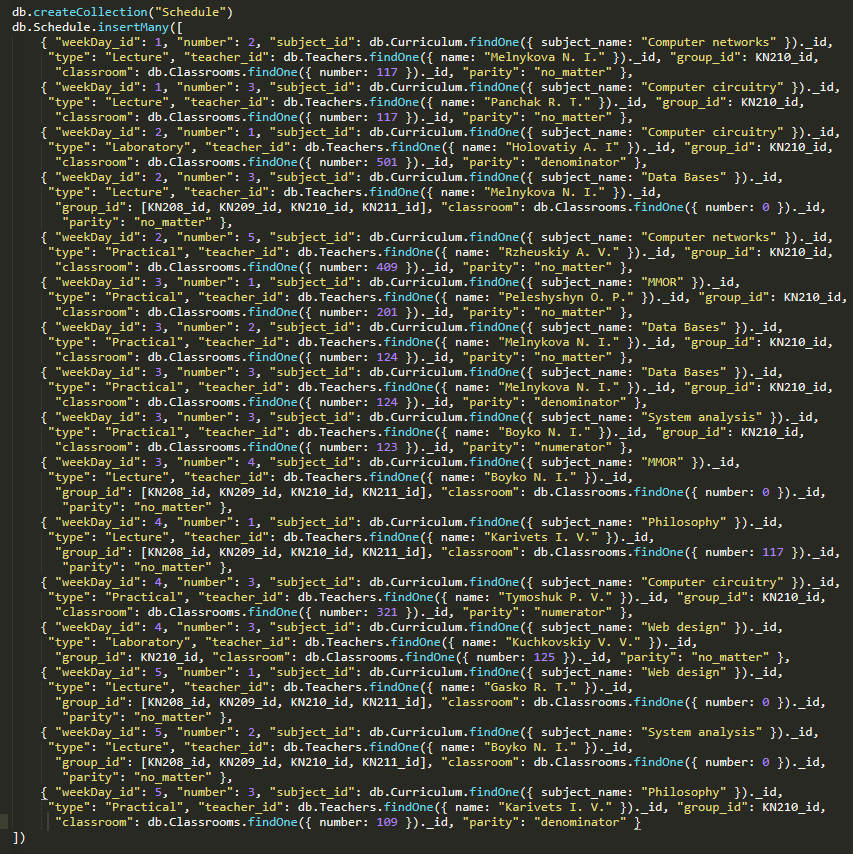 db.createCollection("Schedule")
db.Schedule.insertMany([
{ "weekDay_id": 1, "number": 2, "subject_id": db.Curriculum.findOne({ subject_name: "Computer networks" })._id,
"type": "Lecture", "teacher_id": db.Teachers.findOne({ name: "Melnykova N. I." })._id, "group_id": KN210_id,
"classroom": db.Classrooms.findOne({ number: 117 })._id, "parity": "no_matter" },
{ "weekDay_id": 1, "number": 3, "subject_id": db.Curriculum.findOne({ subject_name: "Computer circuitry" })._id,
"type": "Lecture", "teacher_id": db.Teachers.findOne({ name: "Panchak R. T." })._id, "group_id": KN210_id,
"classroom": db.Classrooms.findOne({ number: 117 })._id, "parity": "no_matter" },
{ "weekDay_id": 2, "number": 1, "subject_id": db.Curriculum.findOne({ subject_name: "Computer circuitry" })._id,
"type": "Laboratory", "teacher_id": db.Teachers.findOne({ name: "Holovatiy A. I" })._id, "group_id": KN210_id,
"classroom": db.Classrooms.findOne({ number: 501 })._id, "parity": "denominator" },
{ "weekDay_id": 2, "number": 3, "subject_id": db.Curriculum.findOne({ subject_name: "Data Bases" })._id,
"type": "Lecture", "teacher_id": db.Teachers.findOne({ name: "Melnykova N. I." })._id,
"group_id": [KN208_id, KN209_id, KN210_id, KN211_id], "classroom": db.Classrooms.findOne({ number: 0 })._id,
"parity": "no_matter" },
{ "weekDay_id": 2, "number": 5, "subject_id": db.Curriculum.findOne({ subject_name: "Computer networks" })._id,
"type": "Practical", "teacher_id": db.Teachers.findOne({ name: "Rzheuskiy A. V." })._id, "group_id": KN210_id,
"classroom": db.Classrooms.findOne({ number: 409 })._id, "parity": "no_matter" },
{ "weekDay_id": 3, "number": 1, "subject_id": db.Curriculum.findOne({ subject_name: "MMOR" })._id,
"type": "Practical", "teacher_id": db.Teachers.findOne({ name: "Peleshyshyn O. P." })._id, "group_id": KN210_id,
"classroom": db.Classrooms.findOne({ number: 201 })._id, "parity": "no_matter" },
{ "weekDay_id": 3, "number": 2, "subject_id": db.Curriculum.findOne({ subject_name: "Data Bases" })._id,
"type": "Practical", "teacher_id": db.Teachers.findOne({ name: "Melnykova N. I." })._id, "group_id": KN210_id,
"classroom": db.Classrooms.findOne({ number: 124 })._id, "parity": "no_matter" },
{ "weekDay_id": 3, "number": 3, "subject_id": db.Curriculum.findOne({ subject_name: "Data Bases" })._id,
"type": "Practical", "teacher_id": db.Teachers.findOne({ name: "Melnykova N. I." })._id, "group_id": KN210_id,
"classroom": db.Classrooms.findOne({ number: 124 })._id, "parity": "denominator" },
{ "weekDay_id": 3, "number": 3, "subject_id": db.Curriculum.findOne({ subject_name: "System analysis" })._id,
"type": "Practical", "teacher_id": db.Teachers.findOne({ name: "Boyko N. I." })._id, "group_id": KN210_id,
"classroom": db.Classrooms.findOne({ number: 123 })._id, "parity": "numerator" },
{ "weekDay_id": 3, "number": 4, "subject_id": db.Curriculum.findOne({ subject_name: "MMOR" })._id,
"type": "Lecture", "teacher_id": db.Teachers.findOne({ name: "Boyko N. I." })._id,
"group_id": [KN208_id, KN209_id, KN210_id, KN211_id], "classroom": db.Classrooms.findOne({ number: 0 })._id,
"parity": "no_matter" },
{ "weekDay_id": 4, "number": 1, "subject_id": db.Curriculum.findOne({ subject_name: "Philosophy" })._id,
"type": "Lecture", "teacher_id": db.Teachers.findOne({ name: "Karivets I. V." })._id,
"group_id": [KN208_id, KN209_id, KN210_id, KN211_id], "classroom": db.Classrooms.findOne({ number: 117 })._id,
"parity": "no_matter" },
{ "weekDay_id": 4, "number": 3, "subject_id": db.Curriculum.findOne({ subject_name: "Computer circuitry" })._id,
"type": "Practical", "teacher_id": db.Teachers.findOne({ name: "Tymoshuk P. V." })._id, "group_id": KN210_id,
"classroom": db.Classrooms.findOne({ number: 321 })._id, "parity": "numerator" },
{ "weekDay_id": 4, "number": 3, "subject_id": db.Curriculum.findOne({ subject_name: "Web design" })._id,
"type": "Laboratory", "teacher_id": db.Teachers.findOne({ name: "Kuchkovskiy V. V." })._id,
"group_id": KN210_id, "classroom": db.Classrooms.findOne({ number: 125 })._id, "parity": "no_matter" },
{ "weekDay_id": 5, "number": 1, "subject_id": db.Curriculum.findOne({ subject_name: "Web design" })._id,
"type": "Lecture", "teacher_id": db.Teachers.findOne({ name: "Gasko R. T." })._id,
"group_id": [KN208_id, KN209_id, KN210_id, KN211_id], "classroom": db.Classrooms.findOne({ number: 0 })._id,
"parity": "no_matter" },
{ "weekDay_id": 5, "number": 2, "subject_id": db.Curriculum.findOne({ subject_name: "System analysis" })._id,
"type": "Lecture", "teacher_id": db.Teachers.findOne({ name: "Boyko N. I." })._id,
"group_id": [KN208_id, KN209_id, KN210_id, KN211_id], "classroom": db.Classrooms.findOne({ number: 0 })._id,
"parity": "no_matter" },
{ "weekDay_id": 5, "number": 3, "subject_id": db.Curriculum.findOne({ subject_name: "Philosophy" })._id,
"type": "Practical", "teacher_id": db.Teachers.findOne({ name: "Karivets I. V." })._id, "group_id": KN210_id,
"classroom": db.Classrooms.findOne({ number: 109 })._id, "parity": "denominator" }
])